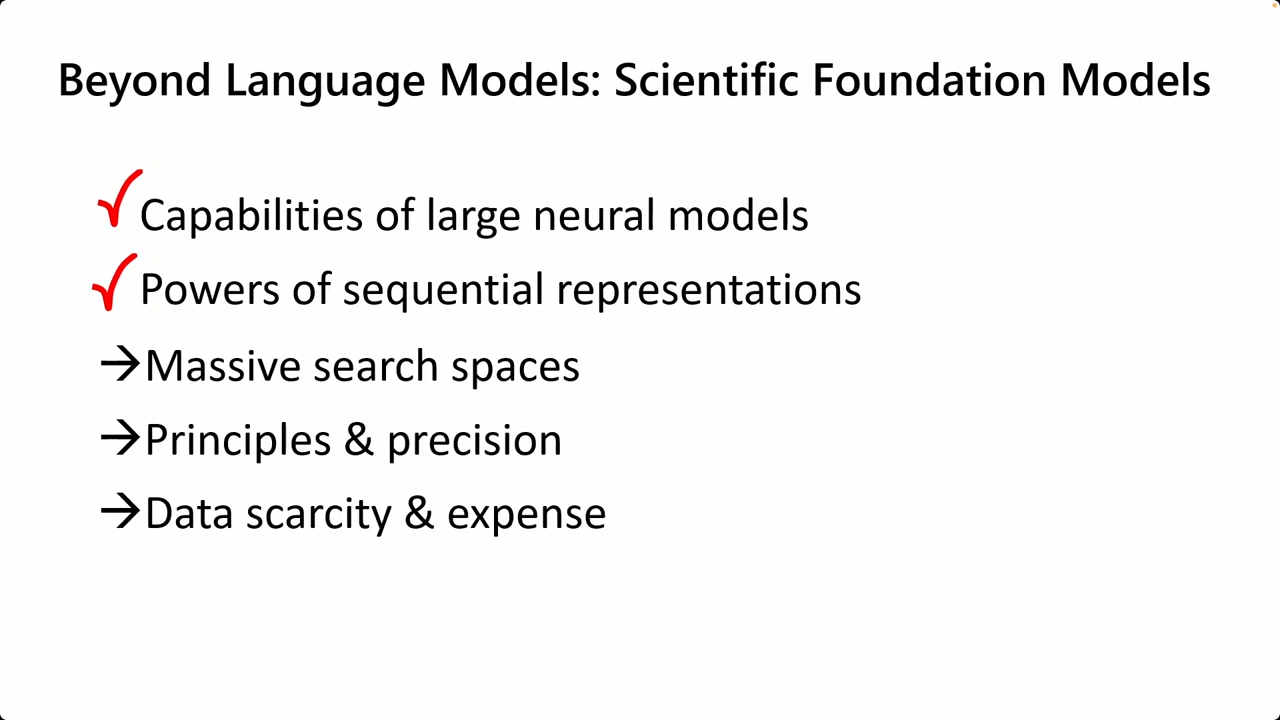 Beyond Language Models: Scientific Foundation Models
✓Capabilities of large neural models
✓Powers of sequential representations
→Massive search spaces
→Principles & precision
→Data scarcity & expense